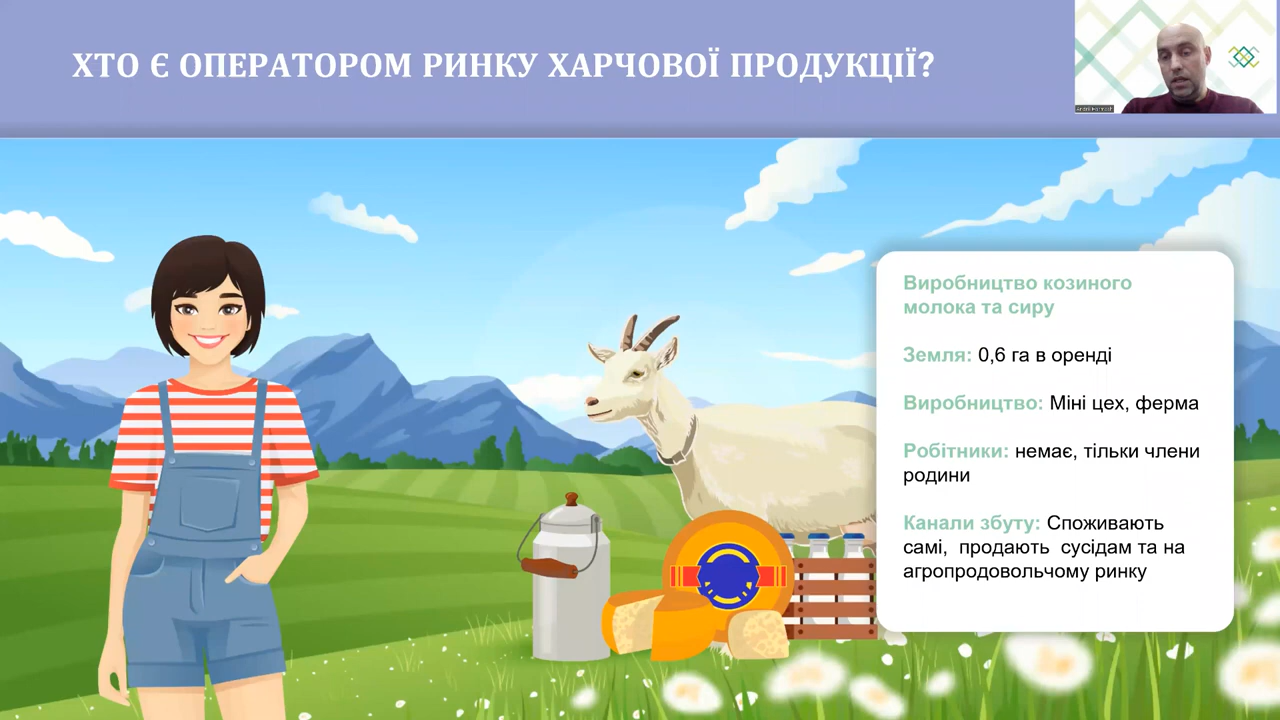 ХТО Є ОПЕРАТОРОМ РИНКУ ХАРЧОВОЇ ПРОДУКЦІЇ?
Виробництво козиного
молока та сиру
Земля: 0,6 га в оренді
Виробництво: Міні цех, ферма
Робітники: немає, тільки члени
родини
Канали збуту: Споживають
самі, продають сусідам та на
агропродовольчому ринку